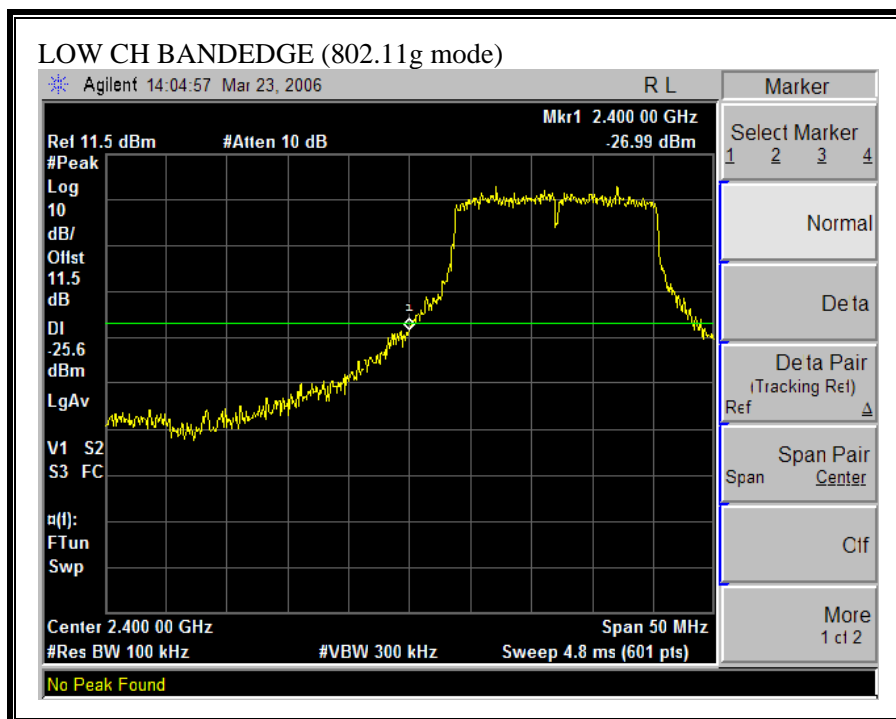 LOW CH BANDEDGE (802.11g mode)
Agilent 14:04:57 Mar 23, 2006 R L
Mkr1 2.400 00 GHz
Ref 11.5 dBm #Atten 10 dB -26.99 dBm
#Peak
Log
10
dB/
Offst
11.5
dB
DI
-25.6
dBm
LgAv
V1 S2
S3 FC
¤(f):
FTun
Swp
1
Center 2.400 00 GHz Span 50 MHz
#Res BW 100 kHz #VBW 300 kHz Sweep 4.8 ms (601 pts)
No Peak Found
Marker
Select Marker
1 2 3 4
Normal
Delta
Delta Pair
(Tracking Ref)
Ref Δ
Span Pair
Span Center
Off
More
1 of 2